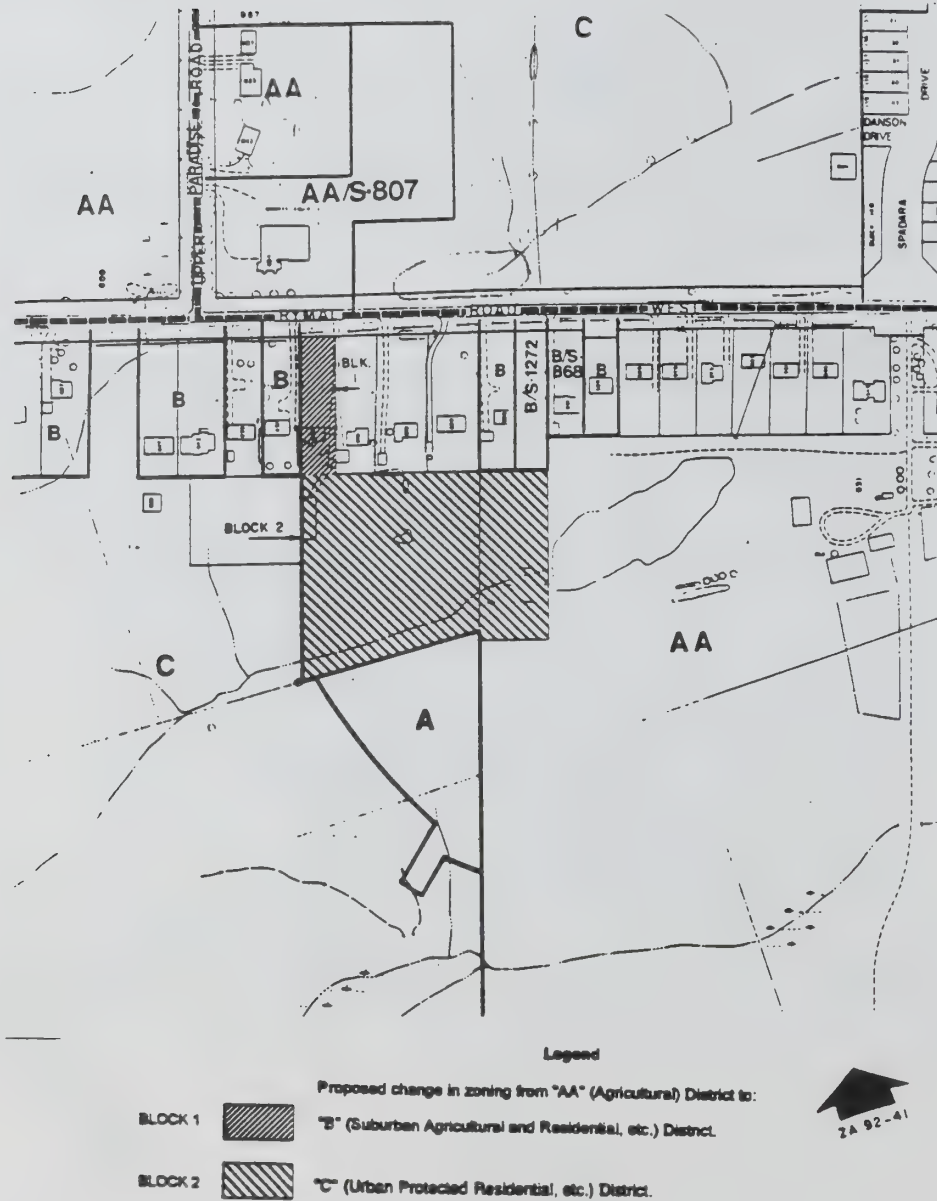 C
AA
UPPER PARADISE ROAD
AA
AA/S-807
DANSON
DRIVE
DRIVE
SPADARA
RYMAL ROAD WEST
B
B
B
BLK.
B
B/S-1272
B/S-
868
B
BLOCK 2
C
AA
A
Legend
Proposed change in zoning from "AA" (Agricultural) District to:
BLOCK 1
"B" (Suburban Agricultural and Residential, etc.) District.
BLOCK 2
"C" (Urban Protected Residential, etc.) District.
ZA 92-41